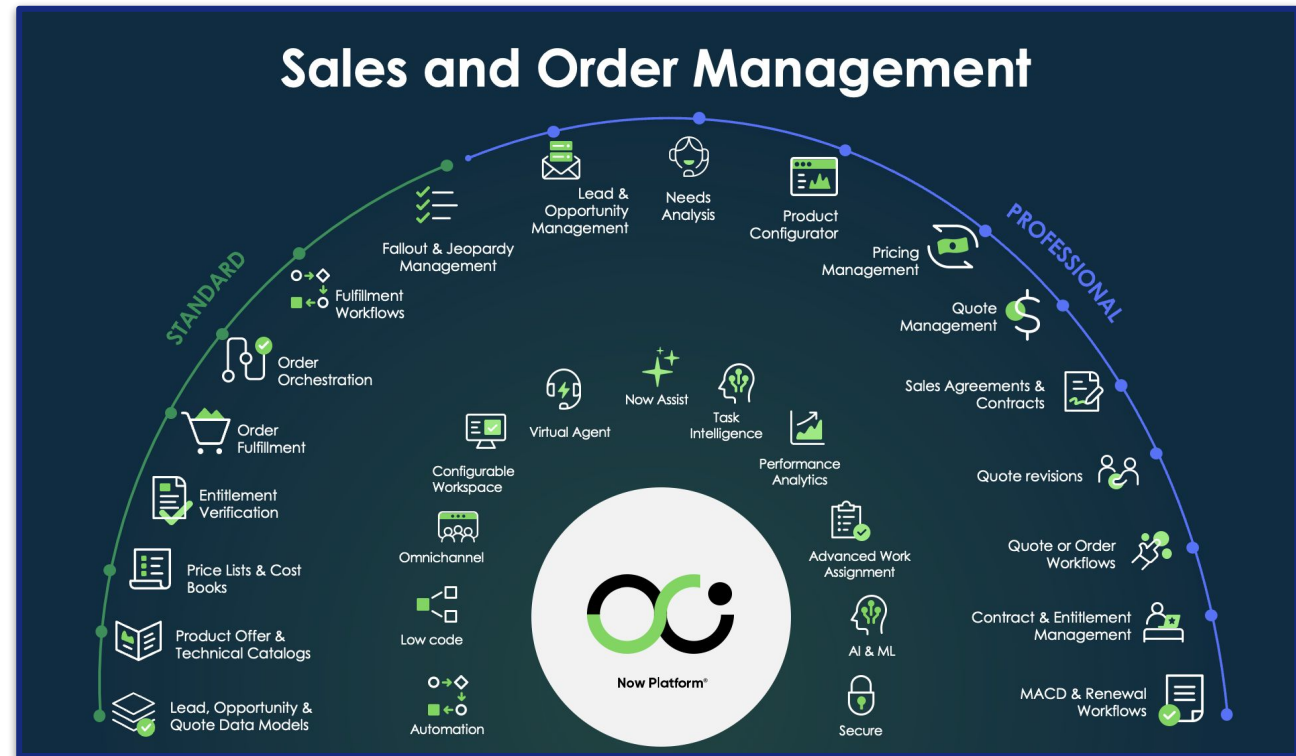 Sales and Order Management
STANDARD
PROFESSIONAL
Lead &
Opportunity
Management
Needs
Analysis
Product
Configurator
Fallout & Jeopardy
Management
Pricing
Management
Fulfillment
Workflows
Quote
Management
Order
Orchestration
Sales Agreements &
Contracts
Order
Fulfillment
Quote revisions
Entitlement
Verification
Quote or Order
Workflows
Price Lists & Cost
Books
Contract & Entitlement
Management
Product Offer &
Technical Catalogs
MACD & Renewal
Workflows
Lead, Opportunity &
Quote Data Models
Now Assist
Virtual Agent
Task
Intelligence
Configurable
Workspace
Performance
Analytics
Omnichannel
Advanced Work
Assignment
Low code
AI & ML
Automation
Secure
Now Platform®